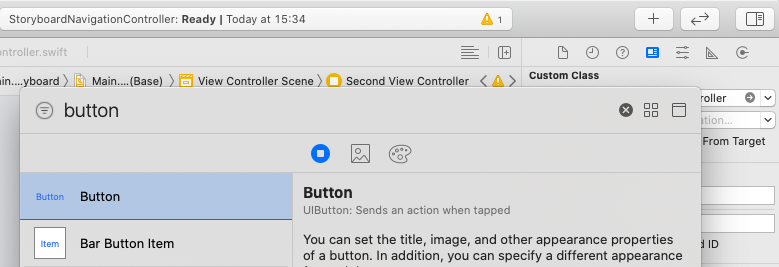 StoryboardNavigationController: Ready | Today at 15:34
1
ontroller.swift
ain....yboard
Main....(Base)
View Controller Scene
Second View Controller
Custom Class
button
roller
ation...
From Target
Button
Button
Button
UIButton: Sends an action when tapped
Item
Bar Button Item
You can set the title, image, and other appearance properties
of a button. In addition, you can specify a different appearance
d ID